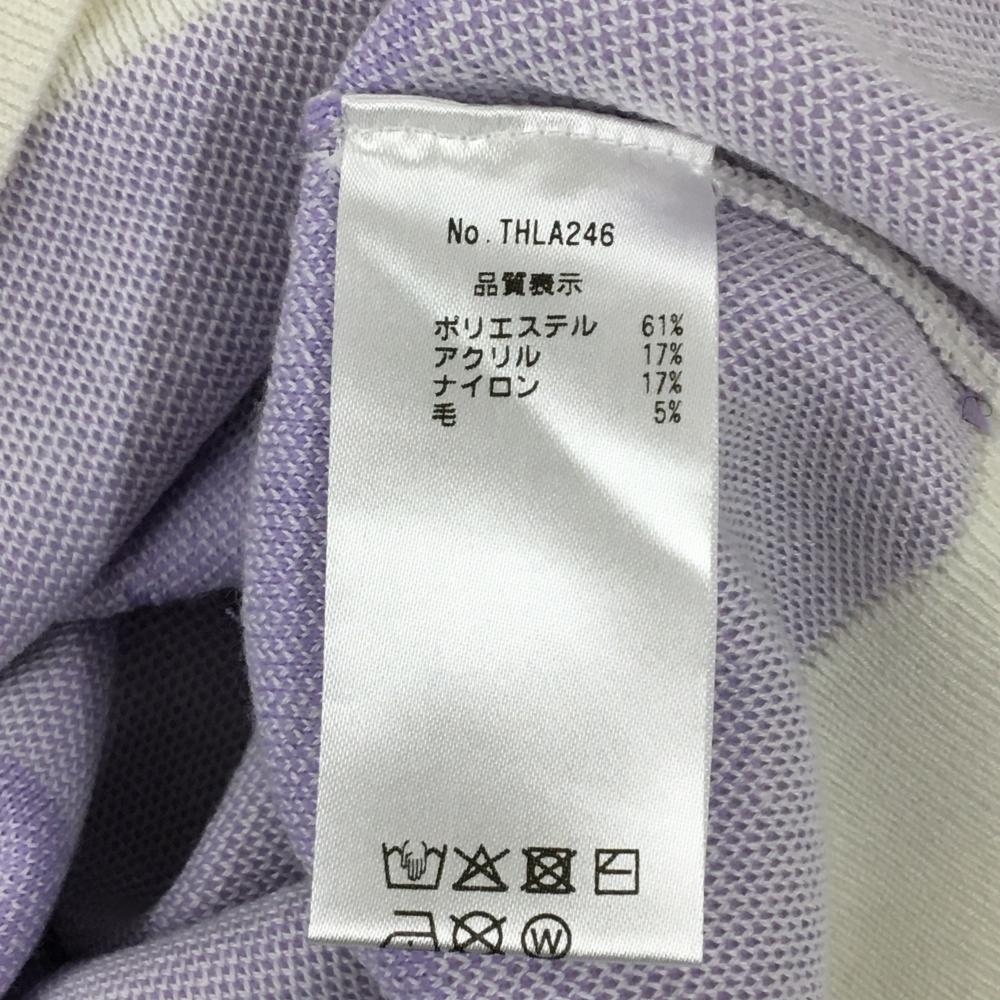 No.THLA246
品質表示
ポリエステル 61%
アクリル 17%
ナイロン 17%
毛 5%
W